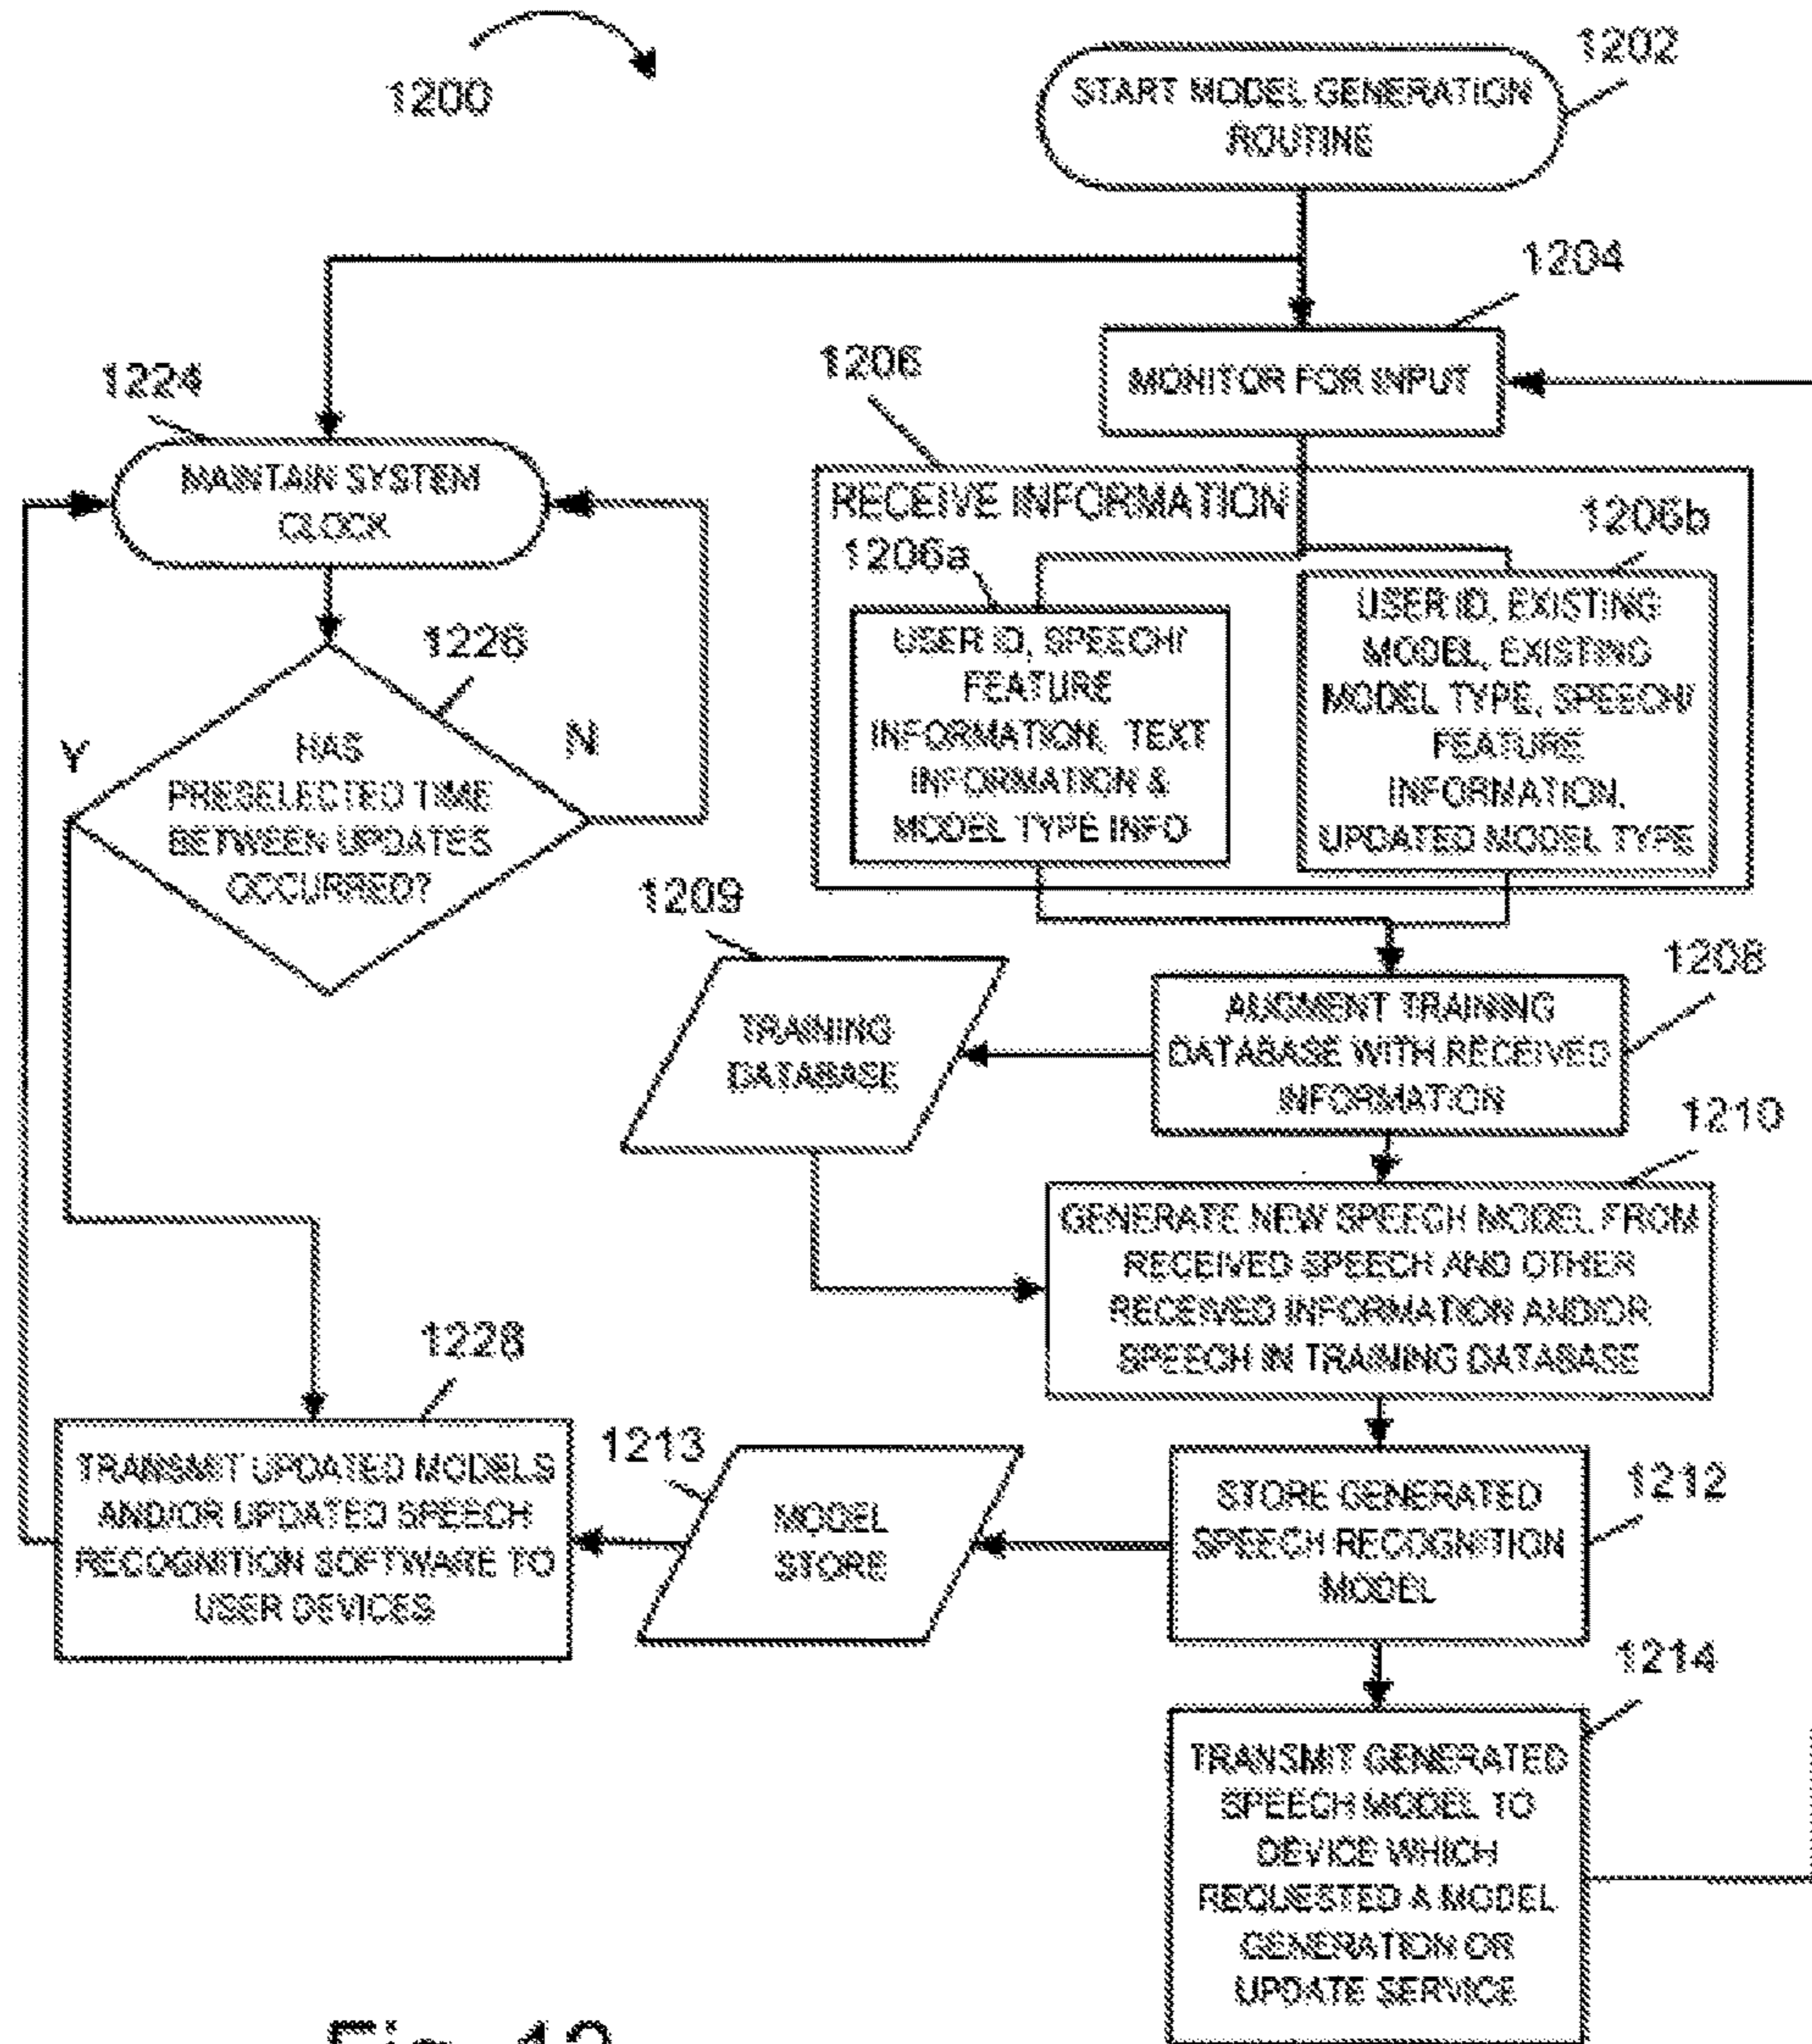 1200
1202
START MODEL GENERATION
ROUTINE
1204
MONITOR FOR INPUT
1206
RECEIVE INFORMATION
1206a
USER ID, SPEECH/
FEATURE
INFORMATION, TEXT
INFORMATION &
MODEL TYPE INFO
1206b
USER ID, EXISTING
MODEL, EXISTING
MODEL TYPE, SPEECH/
FEATURE
INFORMATION,
UPDATED MODEL TYPE
1224
MAINTAIN SYSTEM
CLOCK
1226
Y
N
HAS
PRESELECTED TIME
BETWEEN UPDATES
OCCURRED?
1209
TRAINING
DATABASE
1208
AUGMENT TRAINING
DATABASE WITH RECEIVED
INFORMATION
1210
GENERATE NEW SPEECH MODEL FROM
RECEIVED SPEECH AND OTHER
RECEIVED INFORMATION AND/OR
SPEECH IN TRAINING DATABASE
1228
TRANSMIT UPDATED MODELS
AND/OR UPDATED SPEECH
RECOGNITION SOFTWARE TO
USER DEVICES
1213
MODEL
STORE
1212
STORE GENERATED
SPEECH RECOGNITION
MODEL
1214
TRANSMIT GENERATED
SPEECH MODEL TO
DEVICE WHICH
REQUESTED A MODEL
GENERATION OR
UPDATE SERVICE
Fig. 12